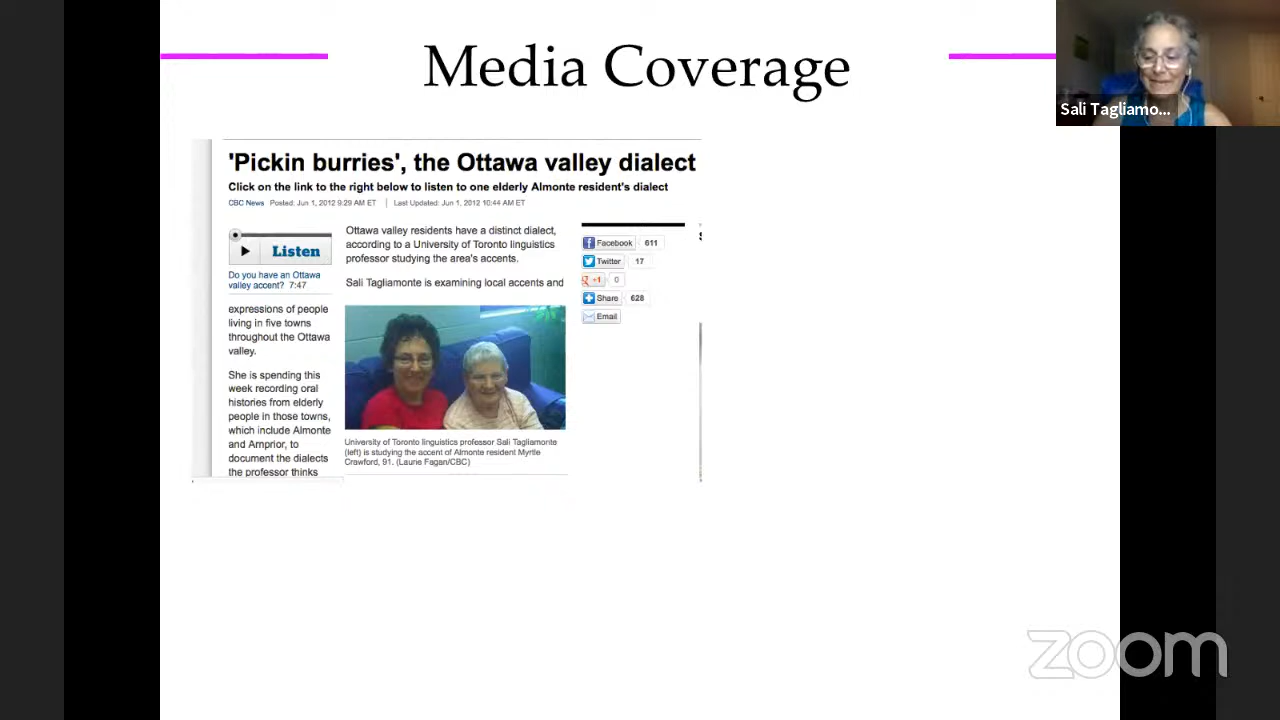 Media Coverage
Sali Tagliamo...
'Pickin burries', the Ottawa valley dialect
Click on the link to the right below to listen to one elderly Almonte resident's dialect
CBC News Posted: Jun 1, 2012 9:29 AM ET | Last Updated: Jun 1, 2012 10:44 AM ET
Listen
Do you have an Ottawa
valley accent? 7:47
Ottawa valley residents have a distinct dialect,
according to a University of Toronto linguistics
professor studying the area's accents.
Sali Tagliamonte is examining local accents and
expressions of people
living in five towns
throughout the Ottawa
valley.
She is spending this
week recording oral
histories from elderly
people in those towns,
which include Almonte
and Arnprior, to
document the dialects
the professor thinks
University of Toronto linguistics professor Sali Tagliamonte
(left) is studying the accent of Almonte resident Myrtle
Crawford, 91. (Laurie Fagan/CBC)
Facebook 611
Twitter 17
+1 0
Share 628
Email
zoom